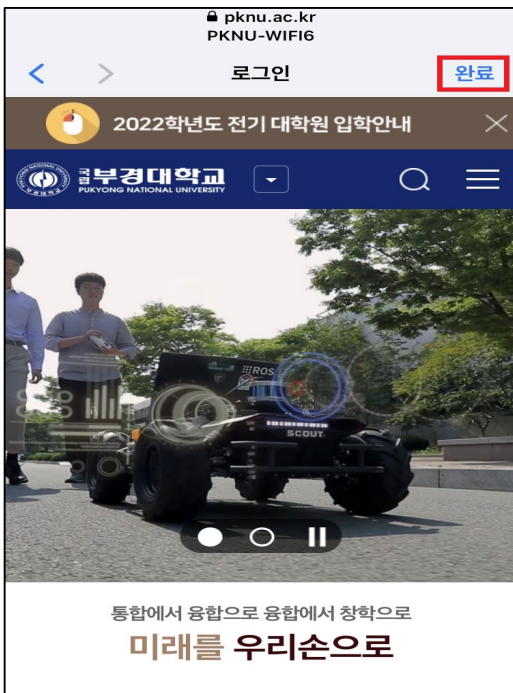 pknu.ac.kr
PKNU-WIFI6
로그인
완료
2022학년도 전기 대학원 입학안내
국립부경대학교
PUKYONG NATIONAL UNIVERSITY
ROS
SCOUT
통합에서 융합으로 융합에서 창학으로
미래를 우리손으로